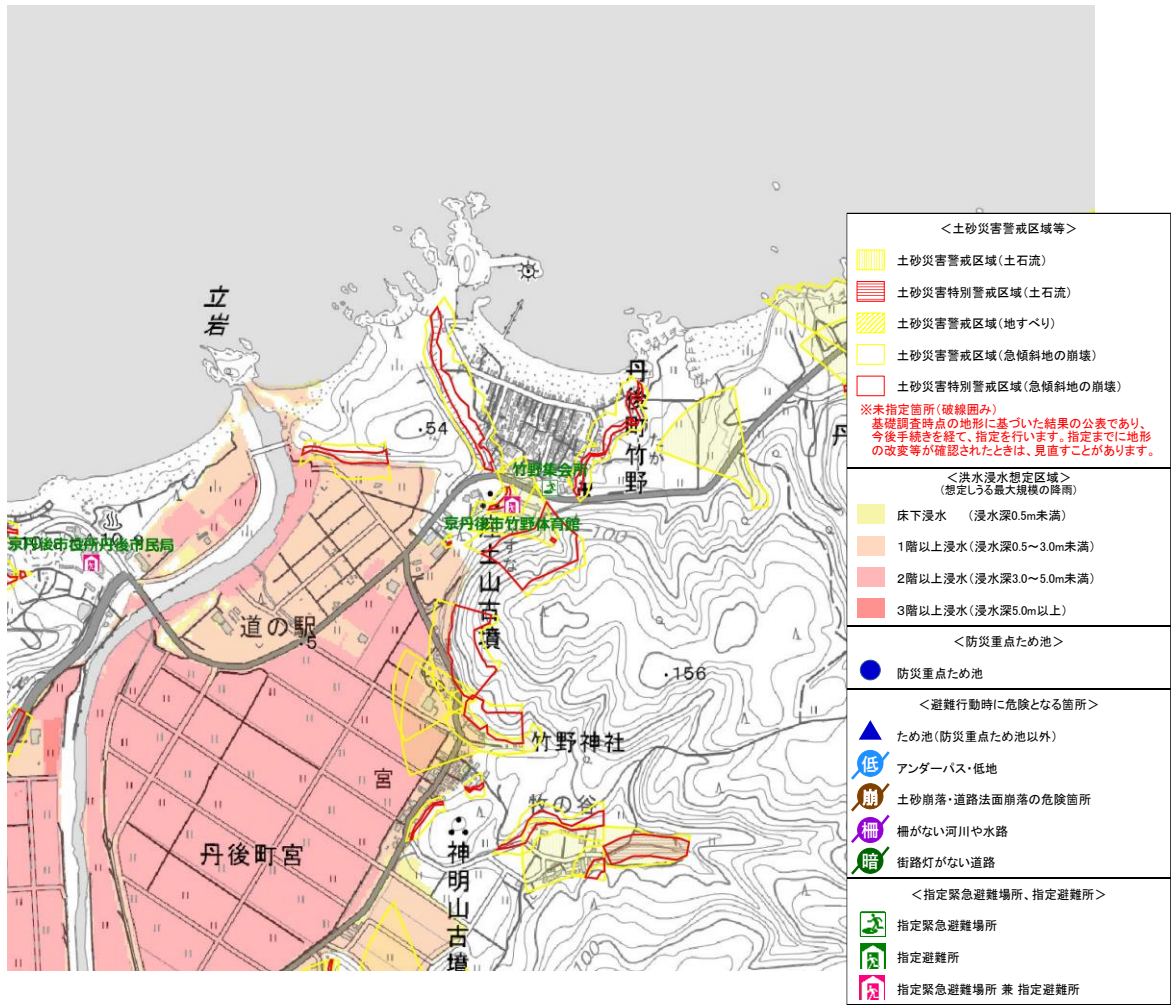 立岩
・54
丹後町竹野
たか
丹
竹野集会所
京丹後市竹野体育館
京丹後市役所丹後市民局
産土山古墳
100
道の駅
・5
・156
竹野神社
宮
牧の谷
丹後町宮
神明山古墳
100
＜土砂災害警戒区域等＞
土砂災害警戒区域(土石流)
土砂災害特別警戒区域(土石流)
土砂災害警戒区域(地すべり)
土砂災害警戒区域(急傾斜地の崩壊)
土砂災害特別警戒区域(急傾斜地の崩壊)
※未指定箇所(破線囲み)
基礎調査時点の地形に基づいた結果の公表であり、
今後手続きを経て、指定を行います。指定までに地形
の改変等が確認されたときは、見直すことがあります。
＜洪水浸水想定区域＞
(想定しうる最大規模の降雨)
床下浸水 (浸水深0.5m未満)
1階以上浸水(浸水深0.5～3.0m未満)
2階以上浸水(浸水深3.0～5.0m未満)
3階以上浸水(浸水深5.0m以上)
＜防災重点ため池＞
防災重点ため池
＜避難行動時に危険となる箇所＞
ため池(防災重点ため池以外)
低 アンダーパス・低地
崩 土砂崩落・道路法面崩落の危険箇所
柵 柵がない河川や水路
暗 街路灯がない道路
＜指定緊急避難場所、指定避難所＞
指定緊急避難場所
指定避難所
指定緊急避難場所 兼 指定避難所